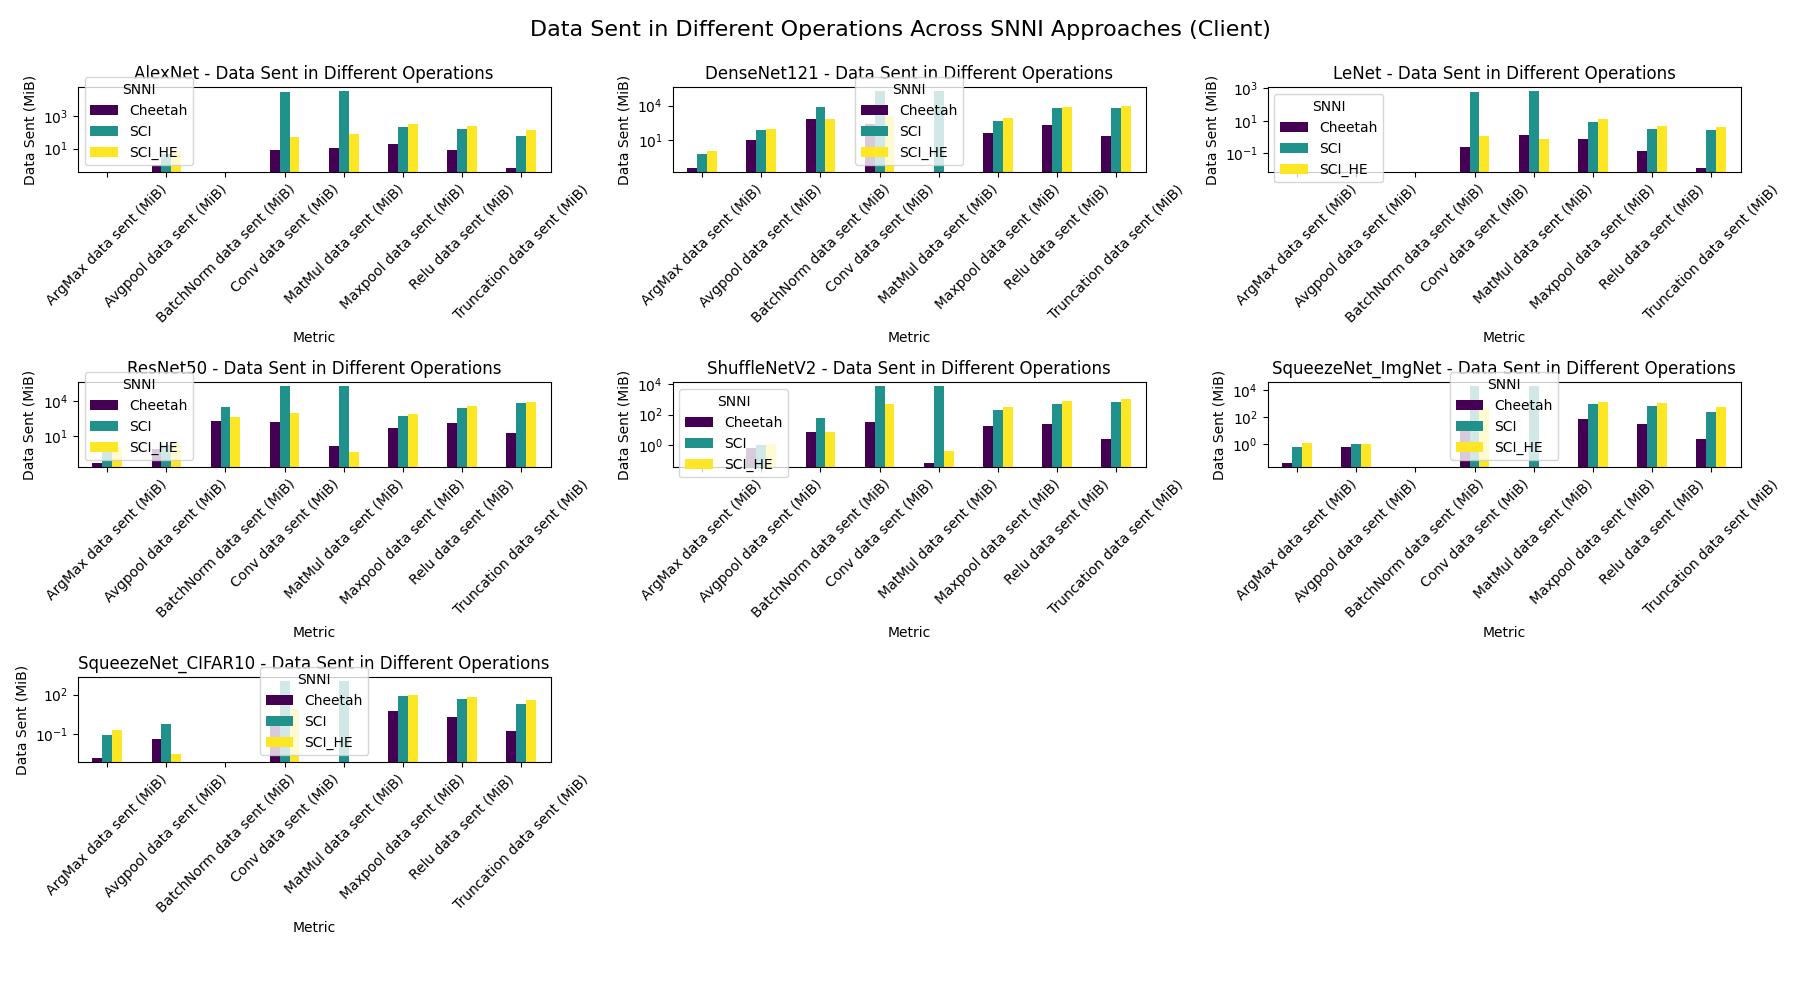 Data Sent in Different Operations Across SNNI Approaches (Client)
AlexNet - Data Sent in Different Operations
Data Sent (MiB)
10^3
10^1
SNNI
Cheetah
SCI
SCI_HE
ArgMax data sent (MiB)
Avgpool data sent (MiB)
BatchNorm data sent (MiB)
Conv data sent (MiB)
MatMul data sent (MiB)
Maxpool data sent (MiB)
Relu data sent (MiB)
Truncation data sent (MiB)
Metric
DenseNet121 - Data Sent in Different Operations
Data Sent (MiB)
10^4
10^1
SNNI
Cheetah
SCI
SCI_HE
ArgMax data sent (MiB)
Avgpool data sent (MiB)
BatchNorm data sent (MiB)
Conv data sent (MiB)
MatMul data sent (MiB)
Maxpool data sent (MiB)
Relu data sent (MiB)
Truncation data sent (MiB)
Metric
LeNet - Data Sent in Different Operations
Data Sent (MiB)
10^3
10^1
10^−1
SNNI
Cheetah
SCI
SCI_HE
ArgMax data sent (MiB)
Avgpool data sent (MiB)
BatchNorm data sent (MiB)
Conv data sent (MiB)
MatMul data sent (MiB)
Maxpool data sent (MiB)
Relu data sent (MiB)
Truncation data sent (MiB)
Metric
ResNet50 - Data Sent in Different Operations
Data Sent (MiB)
10^4
10^1
SNNI
Cheetah
SCI
SCI_HE
ArgMax data sent (MiB)
Avgpool data sent (MiB)
BatchNorm data sent (MiB)
Conv data sent (MiB)
MatMul data sent (MiB)
Maxpool data sent (MiB)
Relu data sent (MiB)
Truncation data sent (MiB)
Metric
ShuffleNetV2 - Data Sent in Different Operations
Data Sent (MiB)
10^4
10^2
10^0
SNNI
Cheetah
SCI
SCI_HE
ArgMax data sent (MiB)
Avgpool data sent (MiB)
BatchNorm data sent (MiB)
Conv data sent (MiB)
MatMul data sent (MiB)
Maxpool data sent (MiB)
Relu data sent (MiB)
Truncation data sent (MiB)
Metric
SqueezeNet_ImgNet - Data Sent in Different Operations
Data Sent (MiB)
10^4
10^2
10^0
SNNI
Cheetah
SCI
SCI_HE
ArgMax data sent (MiB)
Avgpool data sent (MiB)
BatchNorm data sent (MiB)
Conv data sent (MiB)
MatMul data sent (MiB)
Maxpool data sent (MiB)
Relu data sent (MiB)
Truncation data sent (MiB)
Metric
SqueezeNet_CIFAR10 - Data Sent in Different Operations
Data Sent (MiB)
10^2
10^−1
SNNI
Cheetah
SCI
SCI_HE
ArgMax data sent (MiB)
Avgpool data sent (MiB)
BatchNorm data sent (MiB)
Conv data sent (MiB)
MatMul data sent (MiB)
Maxpool data sent (MiB)
Relu data sent (MiB)
Truncation data sent (MiB)
Metric